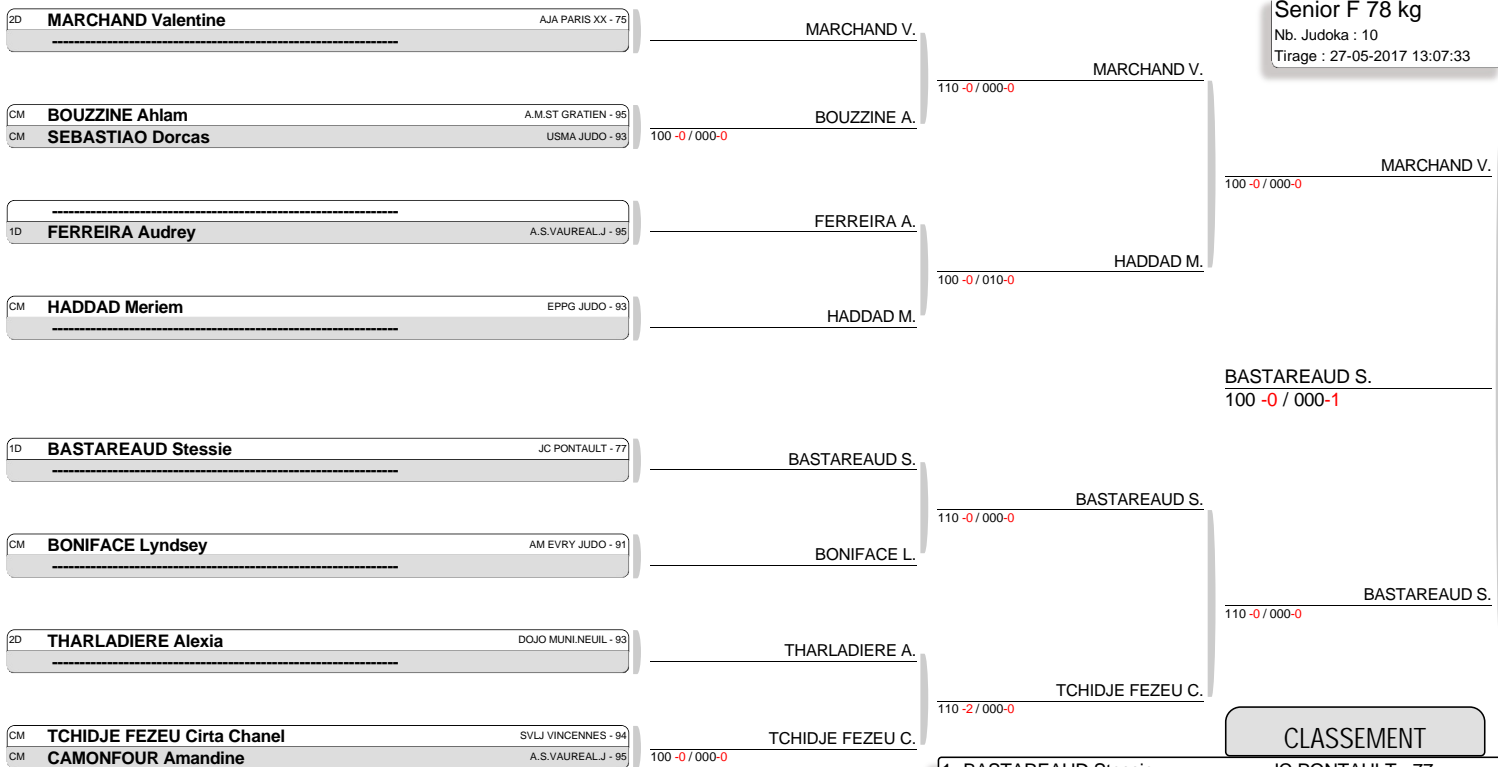 Senior F 78 kg
Nb. Judoka : 10
Tirage : 27-05-2017 13:07:33
2D MARCHAND Valentine AJA PARIS XX - 75
------------------------------------------------------------------
CM BOUZZINE Ahlam A.M.ST GRATIEN - 95
CM SEBASTIAO Dorcas USMA JUDO - 93
------------------------------------------------------------------
1D FERREIRA Audrey A.S.VAUREAL.J - 95
CM HADDAD Meriem EPPG JUDO - 93
------------------------------------------------------------------
1D BASTAREAUD Stessie JC PONTAULT - 77
------------------------------------------------------------------
CM BONIFACE Lyndsey AM EVRY JUDO - 91
------------------------------------------------------------------
2D THARLADIERE Alexia DOJO MUNI.NEUIL - 93
------------------------------------------------------------------
CM TCHIDJE FEZEU Cirta Chanel SVLJ VINCENNES - 94
CM CAMONFOUR Amandine A.S.VAUREAL.J - 95
MARCHAND V.
BOUZZINE A.
100 -0 / 000-0
FERREIRA A.
HADDAD M.
BASTAREAUD S.
BONIFACE L.
THARLADIERE A.
TCHIDJE FEZEU C.
100 -0 / 000-0
MARCHAND V.
110 -0 / 000-0
HADDAD M.
100 -0 / 010-0
BASTAREAUD S.
110 -0 / 000-0
TCHIDJE FEZEU C.
110 -2 / 000-0
MARCHAND V.
100 -0 / 000-0
BASTAREAUD S.
100 -0 / 000-1
BASTAREAUD S.
110 -0 / 000-0
CLASSEMENT
1 BASTAREAUD Stessie JC PONTAULT - 77